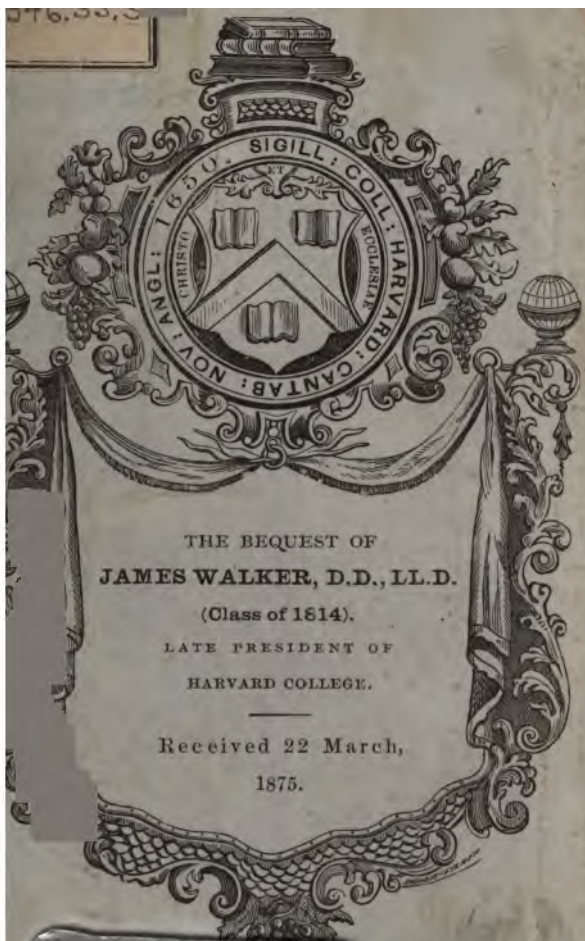 SIGILL: COLL: HARVARD: CANTAB: NOV: ANGL: 1650.
ET
CHRISTO
ECCLESIAE
THE BEQUEST OF
JAMES WALKER, D.D., LL.D.
(Class of 1814).
LATE PRESIDENT OF
HARVARD COLLEGE.
Received 22 March,
1875.